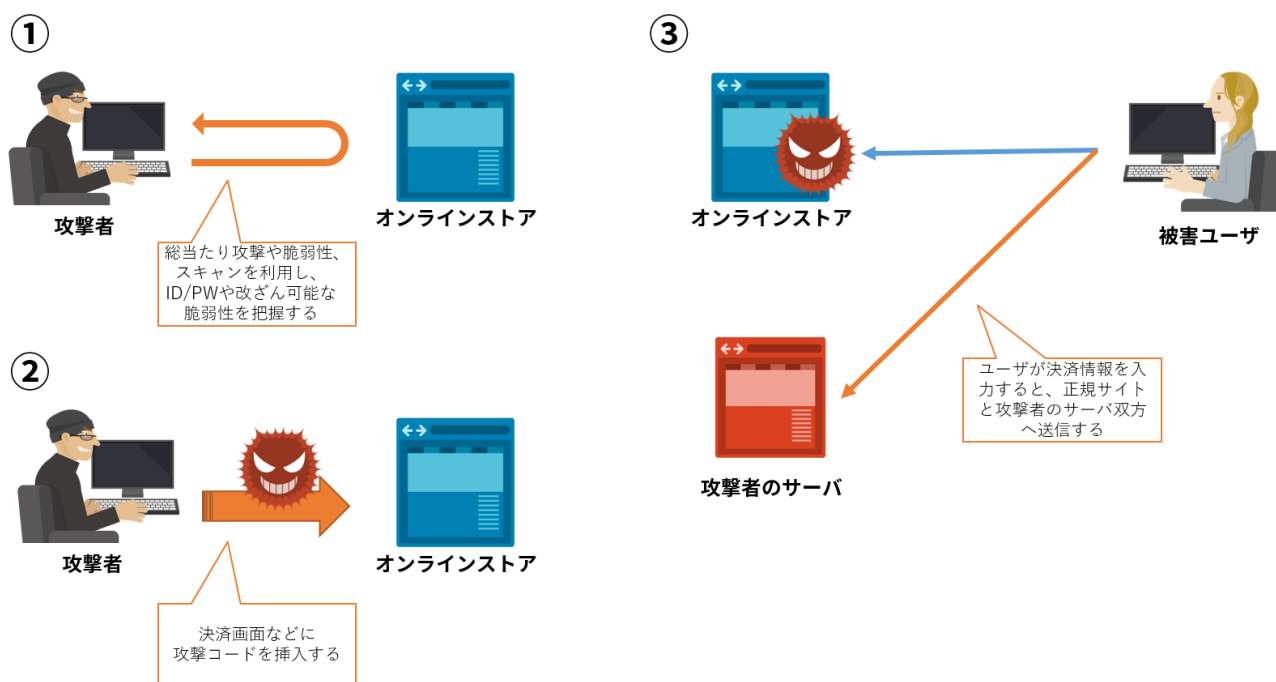 ①
攻撃者
オンラインストア
総当たり攻撃や脆弱性、
スキャンを利用し、
ID/PWや改ざん可能な
脆弱性を把握する
②
攻撃者
オンラインストア
決済画面などに
攻撃コードを挿入する
③
オンラインストア
被害ユーザ
ユーザが決済情報を入
力すると、正規サイト
と攻撃者のサーバ双方
へ送信する
攻撃者のサーバ